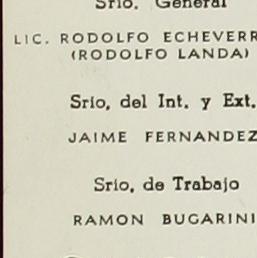 Srio. General
LIC. RODOLFO ECHEVERR
(RODOLFO LANDA)
Srio, del Int. y Ext.
JAIME FERNANDEZ
Srio, de Trabajo
RAMON BUGARINI